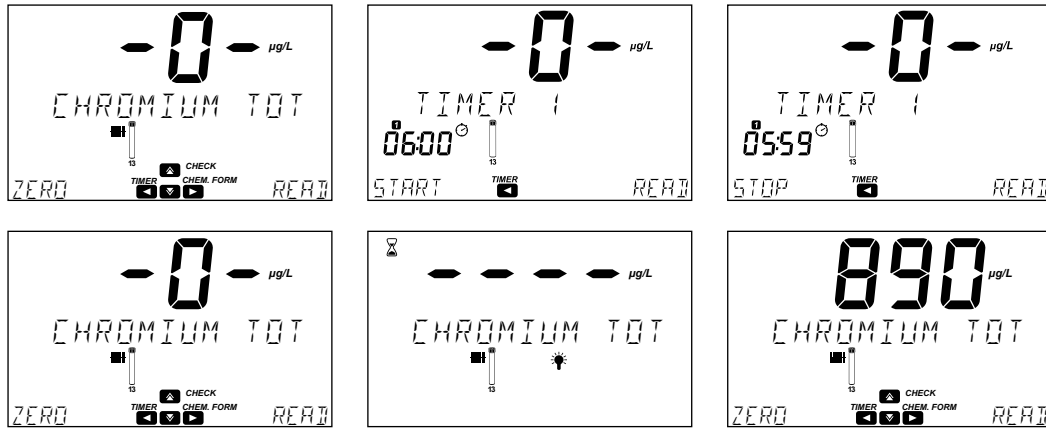 -0- µg/L
CHROMIUM TOT
13
CHECK
TIMER CHEM. FORM
ZERO READ
-0- µg/L
TIMER 1
1
06:00
13
TIMER
START READ
-0- µg/L
TIMER 1
1
05:59
13
TIMER
STOP READ
-0- µg/L
CHROMIUM TOT
13
CHECK
TIMER CHEM. FORM
ZERO READ
---- µg/L
CHROMIUM TOT
13
890 µg/L
CHROMIUM TOT
13
CHECK
TIMER CHEM. FORM
ZERO READ